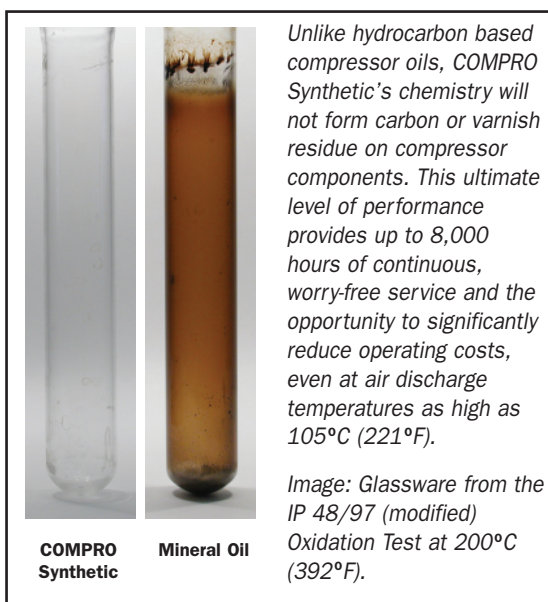 Unlike hydrocarbon based
compressor oils, COMPRO
Synthetic's chemistry will
not form carbon or varnish
residue on compressor
components. This ultimate
level of performance
provides up to 8,000
hours of continuous,
worry-free service and the
opportunity to significantly
reduce operating costs,
even at air discharge
temperatures as high as
105°C (221°F).
Image: Glassware from the
IP 48/97 (modified)
Oxidation Test at 200°C
(392°F).
COMPRO
Synthetic
Mineral Oil